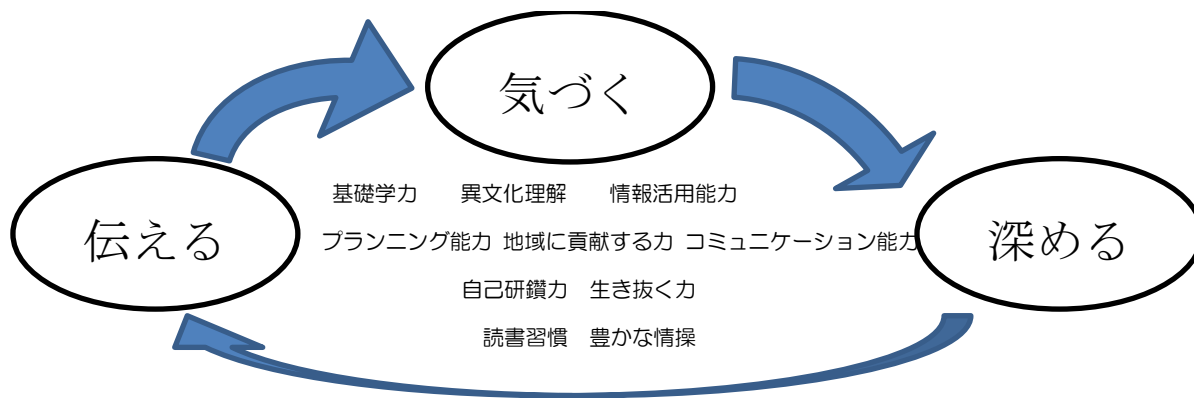 気づく
基礎学力 異文化理解 情報活用能力
伝える
プランニング能力 地域に貢献する力 コミュニケーション能力
深める
自己研鑽力 生き抜く力
読書習慣 豊かな情操